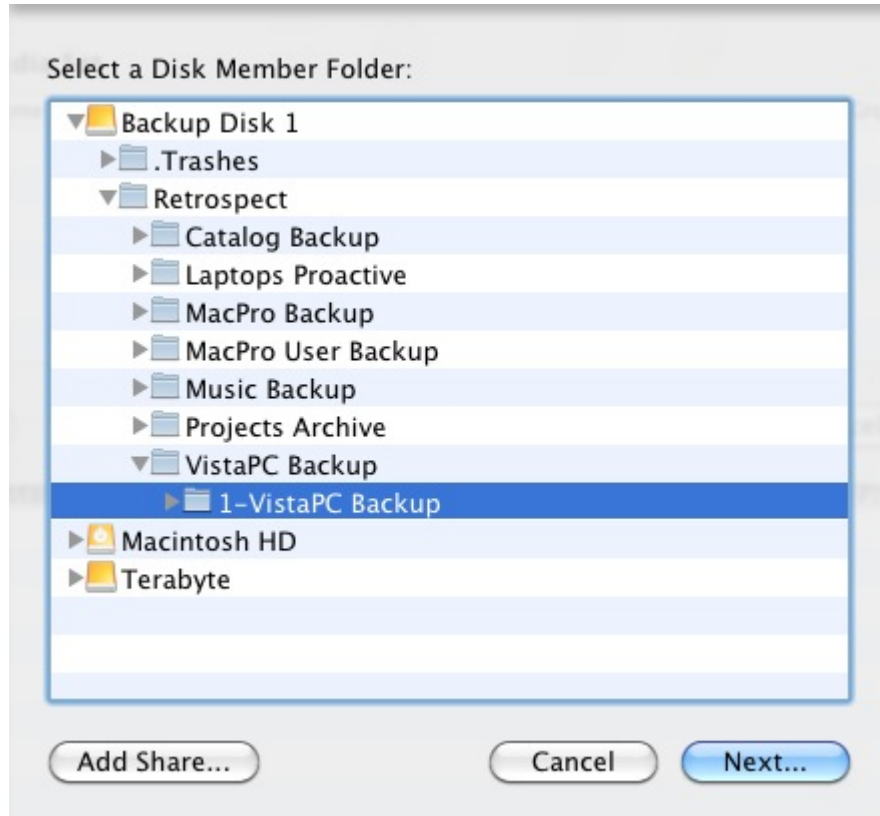 Select a Disk Member Folder:
Backup Disk 1
.Trashes
Retrospect
Catalog Backup
Laptops Proactive
MacPro Backup
MacPro User Backup
Music Backup
Projects Archive
VistaPC Backup
1-VistaPC Backup
Macintosh HD
Terabyte
Add Share... Cancel Next...